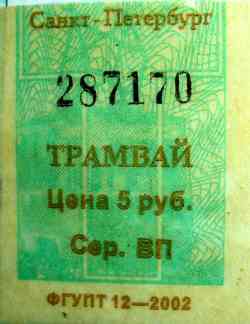 Санкт-Петербург
287170
ТРАМВАЙ
Цена 5 руб.
Сер. ВП
ФГУПТ 12—2002